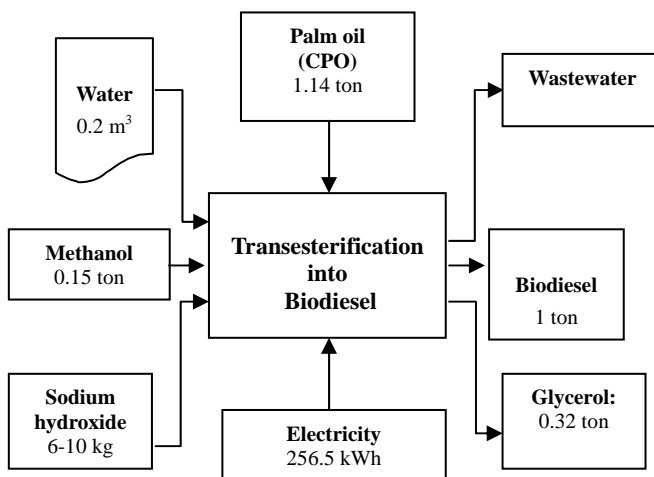 Palm oil
(CPO)
1.14 ton
Wastewater
Water
0.2 m³
Transesterification
into
Biodiesel
Methanol
0.15 ton
Biodiesel
1 ton
Sodium
hydroxide
6-10 kg
Electricity
256.5 kWh
Glycerol:
0.32 ton